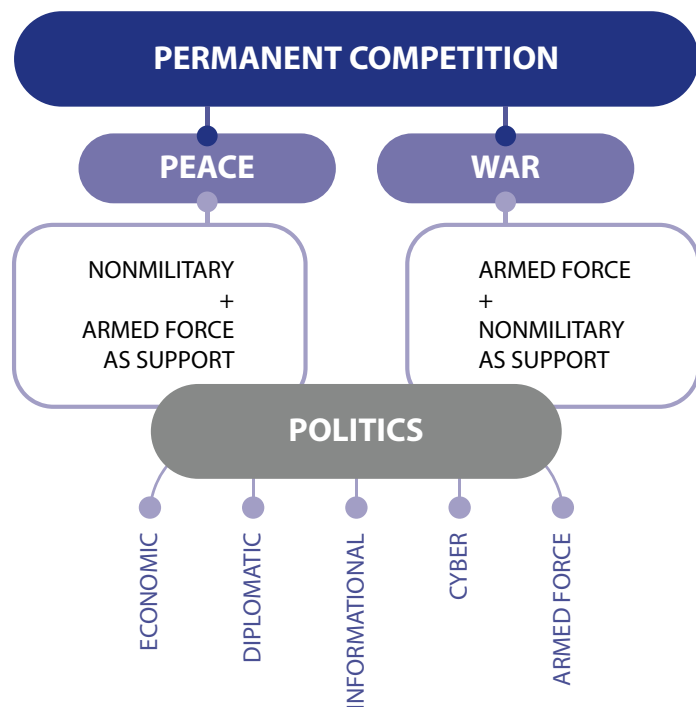 PERMANENT COMPETITION
PEACE
WAR
NONMILITARY
+
ARMED FORCE
AS SUPPORT
ARMED FORCE
+
NONMILITARY
AS SUPPORT
POLITICS
ECONOMIC
DIPLOMATIC
INFORMATIONAL
CYBER
ARMED FORCE